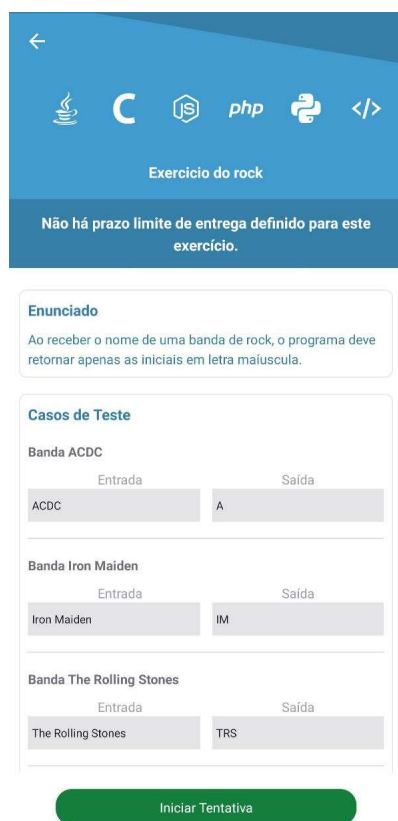 C JS php </>
Exercicio do rock
Não há prazo limite de entrega definido para este
exercício.
Enunciado
Ao receber o nome de uma banda de rock, o programa deve
retornar apenas as iniciais em letra maíuscula.
Casos de Teste
Banda ACDC
Entrada Saída
ACDC A
Banda Iron Maiden
Entrada Saída
Iron Maiden IM
Banda The Rolling Stones
Entrada Saída
The Rolling Stones TRS
Iniciar Tentativa